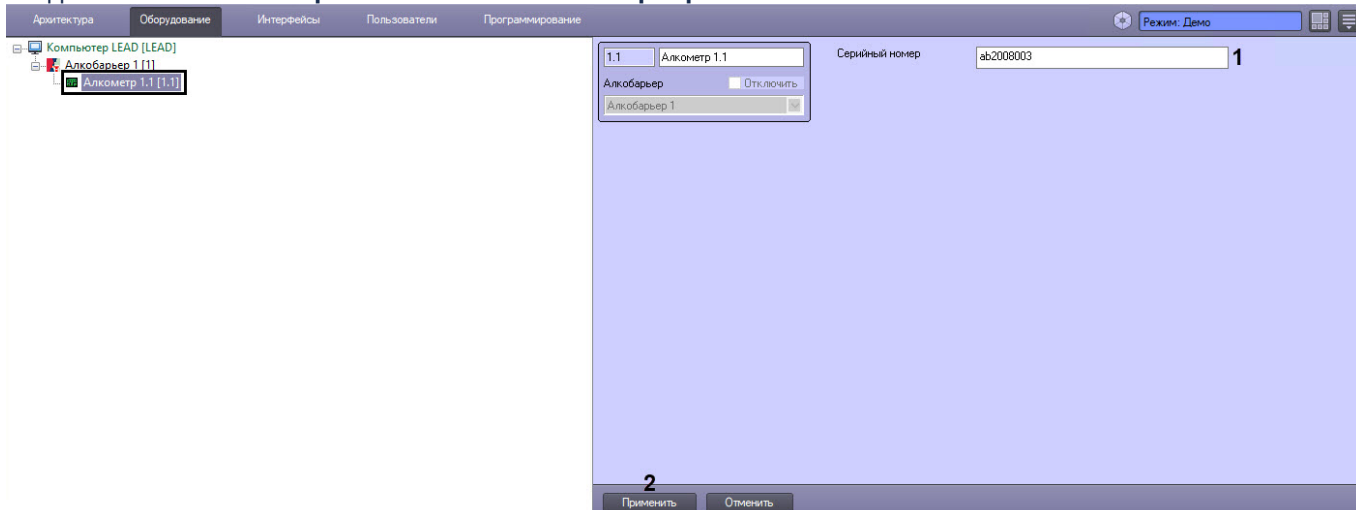 Архитектура Оборудование Интерфейсы Пользователи Программирование Режим: Демо
Компьютер LEAD [LEAD]
Алкобарьер 1 [1]
Алкометр 1.1 [1.1]
1.1 Алкометр 1.1 Серийный номер ab2008003 1
Алкобарьер Отключить
Алкобарьер 1
2
Применить Отменить